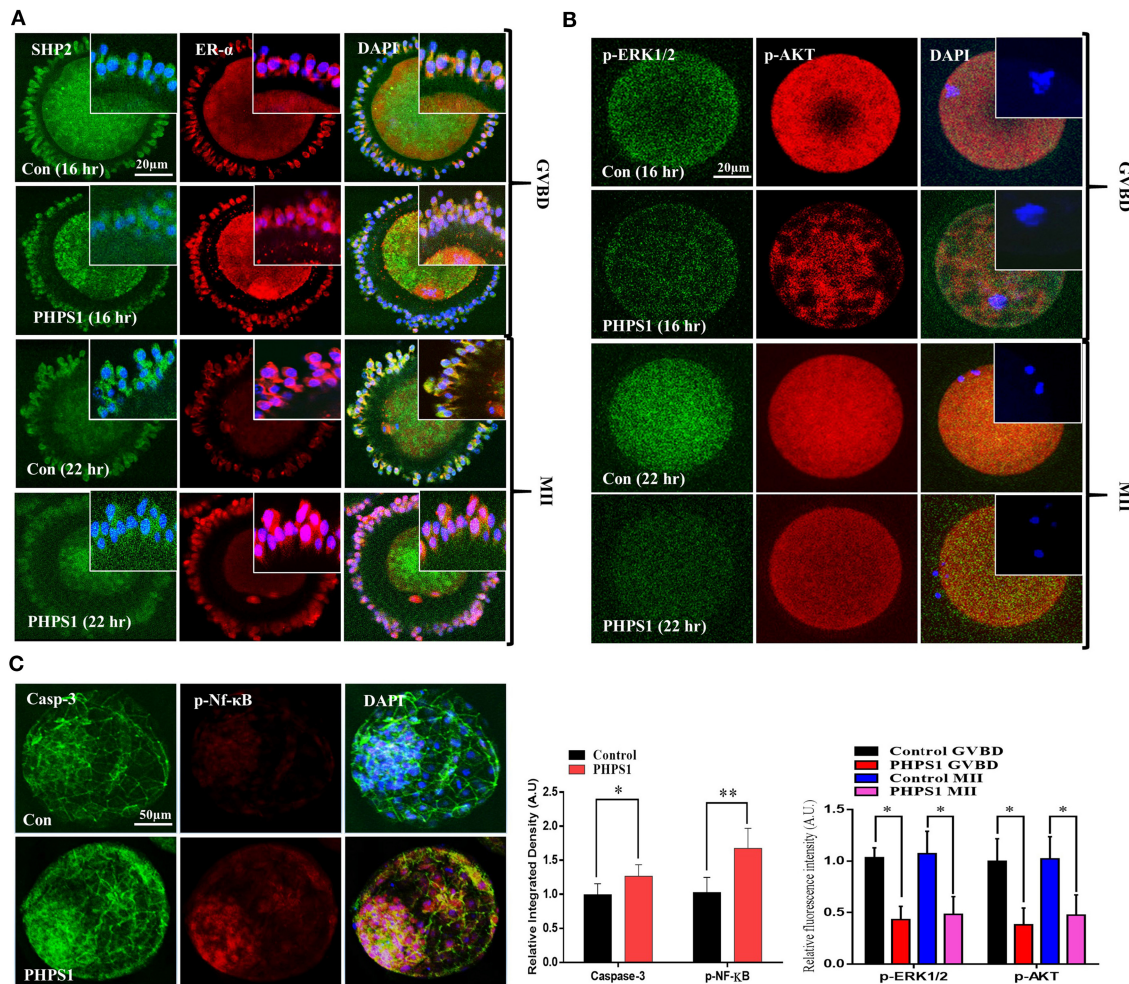 A
SHP2 ER-α DAPI
Con (16 hr) 20µm
PHPS1 (16 hr)
GVBD
Con (22 hr)
PHPS1 (22 hr)
MII
B
p-ERK1/2 p-AKT DAPI
Con (16 hr) 20µm
PHPS1 (16 hr)
GVBD
Con (22 hr)
PHPS1 (22 hr)
MII
C
Casp-3 p-Nf-κB DAPI
Con 50µm
PHPS1
Control
PHPS1
Relative Integrated Density (A.U)
2.5
2.0
1.5
1.0
0.5
0.0
* **
Caspase-3 p-NF-κB
Control GVBD
PHPS1 GVBD
Control MII
PHPS1 MII
Relative fluorescence intensity (A.U.)
1.5
1.0
0.5
0.0
* * * *
p-ERK1/2 p-AKT